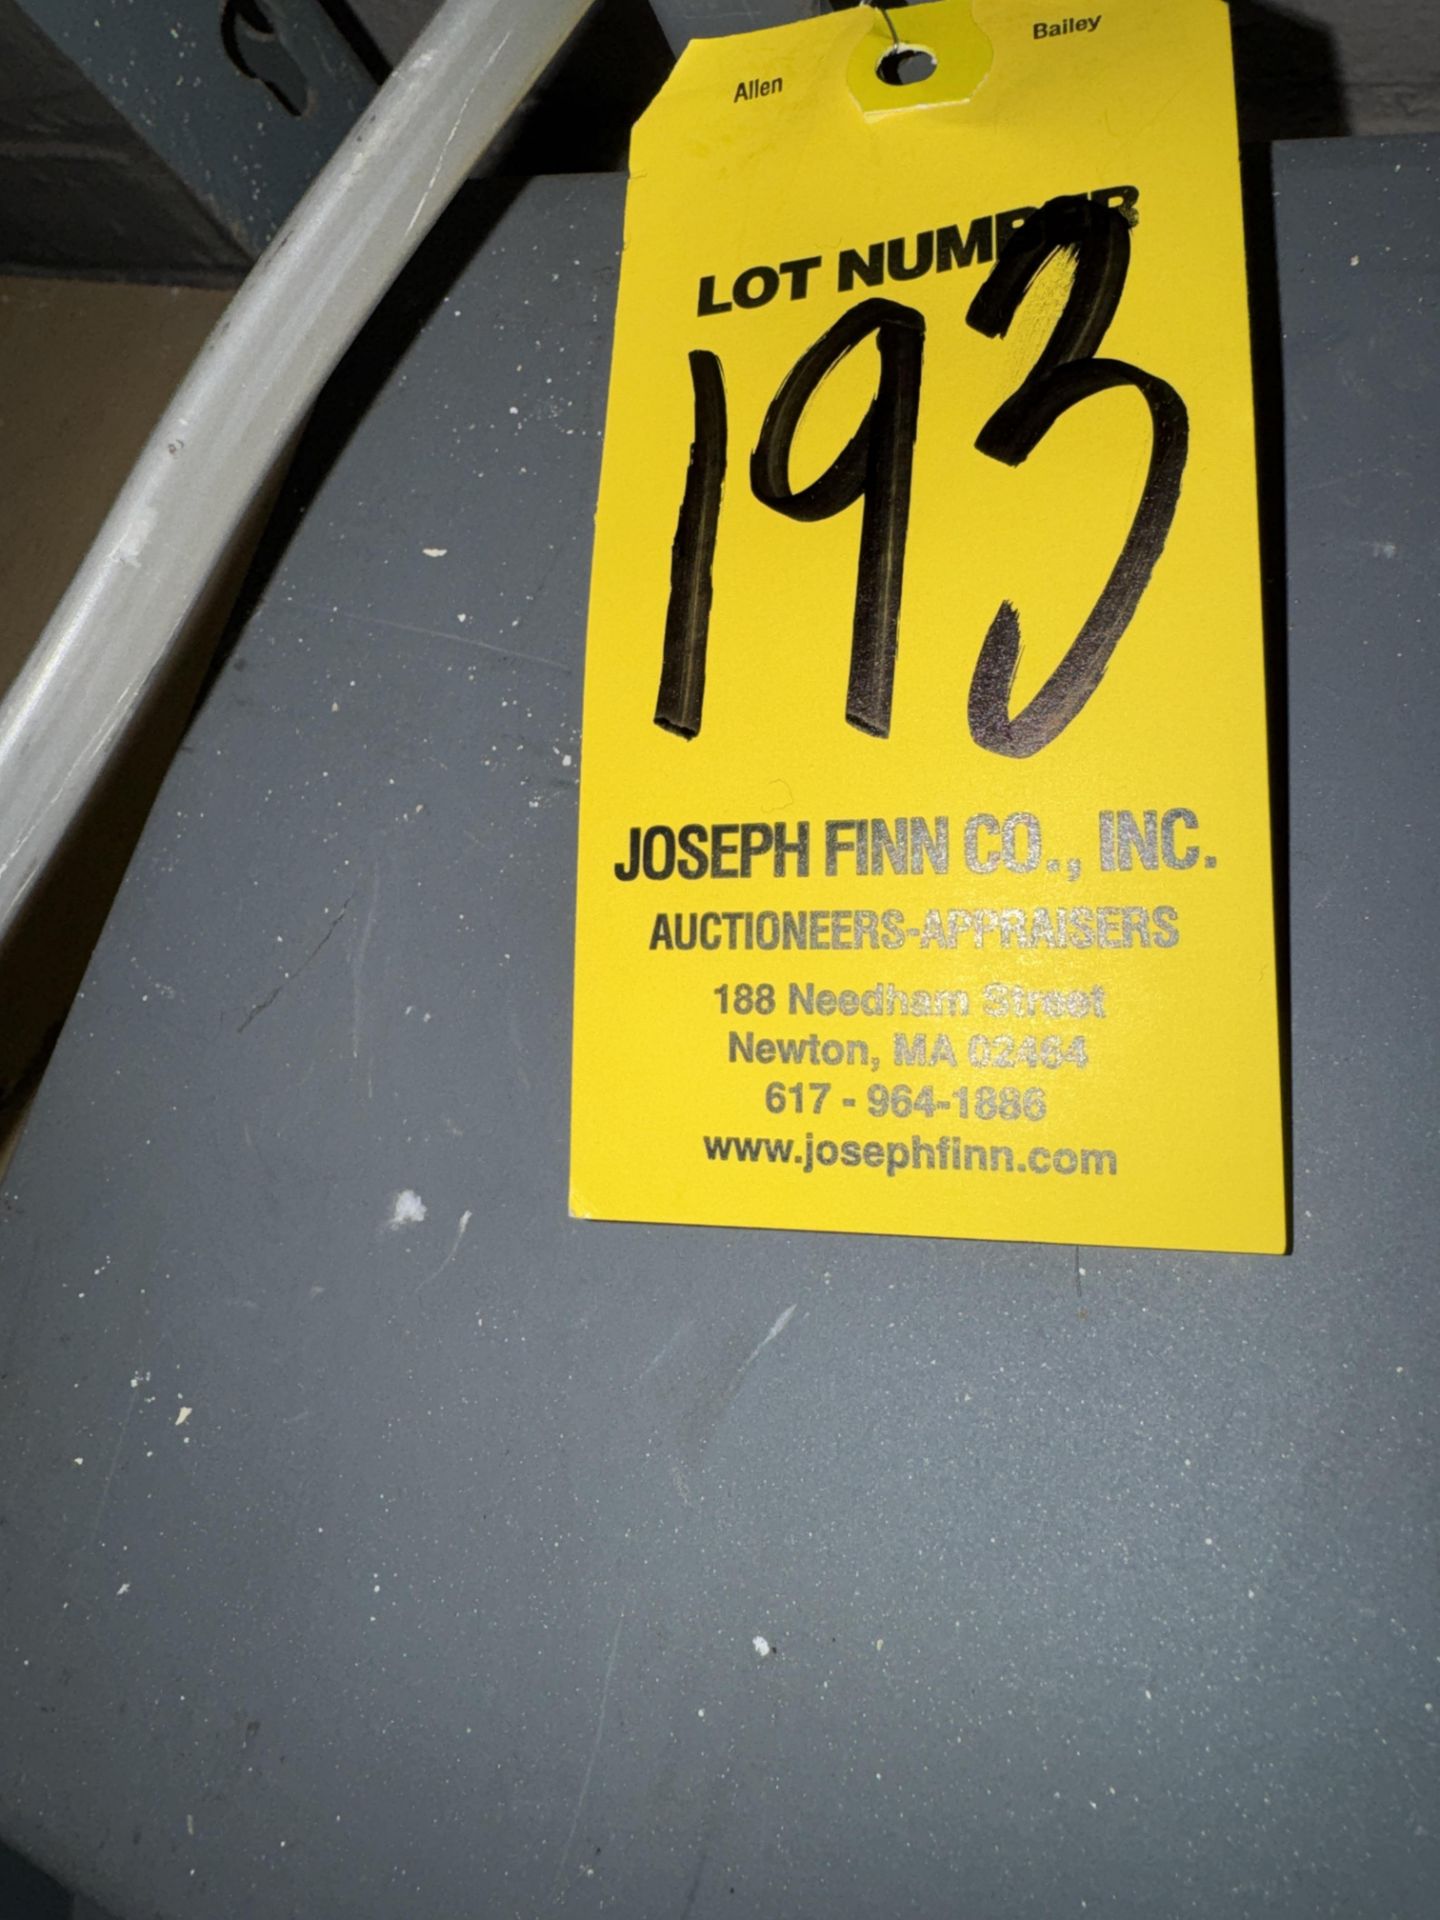 Allen Bailey
LOT NUMBER
193
JOSEPH FINN CO., INC.
AUCTIONEERS-APPRAISERS
188 Needham Street
Newton, MA 02464
617 - 964-1886
www.josephfinn.com